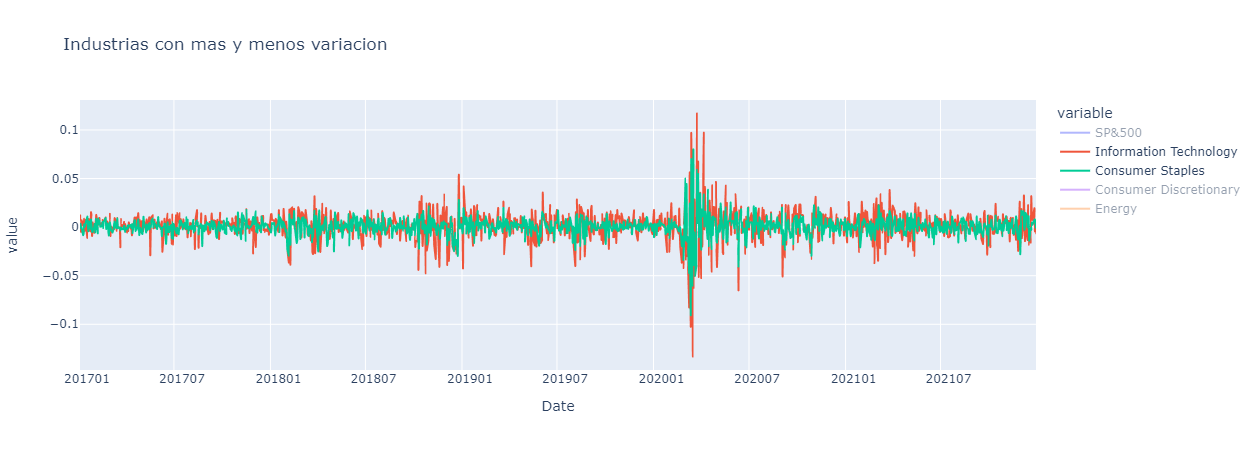 Industrias con mas y menos variacion
value
0.1
0.05
0
−0.05
−0.1
201701
201707
201801
201807
201901
201907
202001
202007
202101
202107
Date
variable
SP&500
Information Technology
Consumer Staples
Consumer Discretionary
Energy